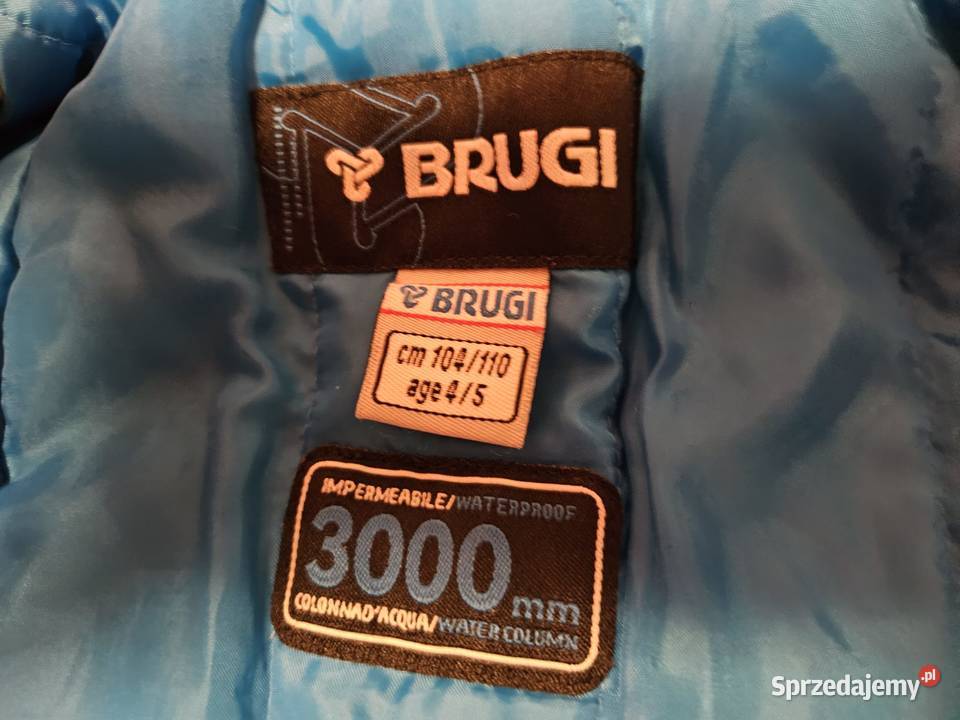 BRUGI
BRUGI
cm 104/110
age 4/5
IMPERMEABILE/WATERPROOF
3000 mm
COLONNAD'ACQUA/WATER COLUMN
Sprzedajemy.pl